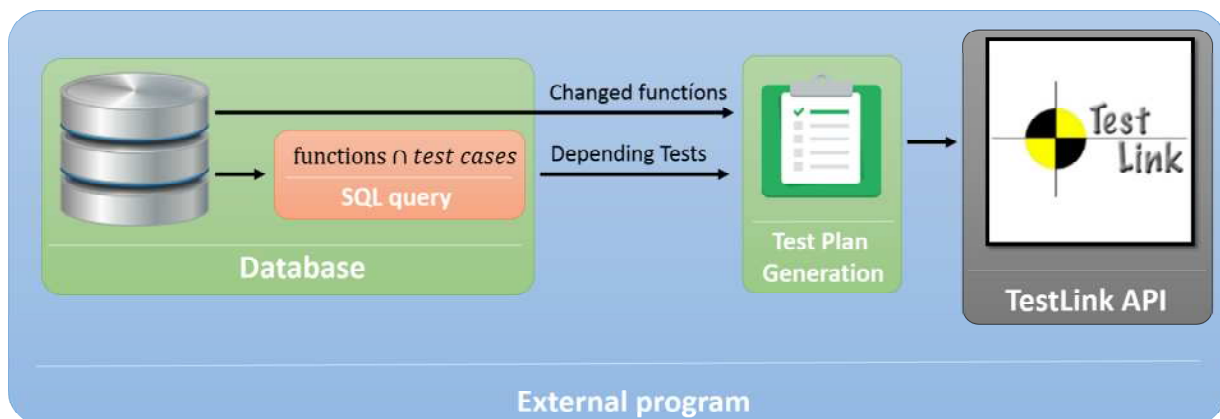 Changed functions
functions ∩ test cases
SQL query
Depending Tests
Database
Test Plan
Generation
Test
Link
TestLink API
External program